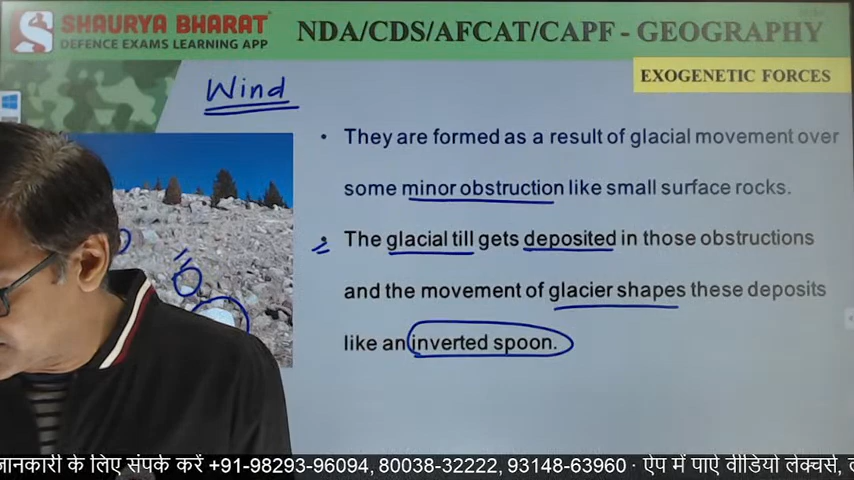 SHAURYA BHARAT
DEFENCE EXAMS LEARNING APP
NDA/CDS/AFCAT/CAPF - GEOGRAPHY
EXOGENETIC FORCES
Wind
• They are formed as a result of glacial movement over
some minor obstruction like small surface rocks.
• The glacial till gets deposited in those obstructions
and the movement of glacier shapes these deposits
like an inverted spoon.
जानकारी के लिए संपर्क करें +91-98293-96094, 80038-32222, 93148-63960 · ऐप में पाऐ वीडियो लेक्चर्स,